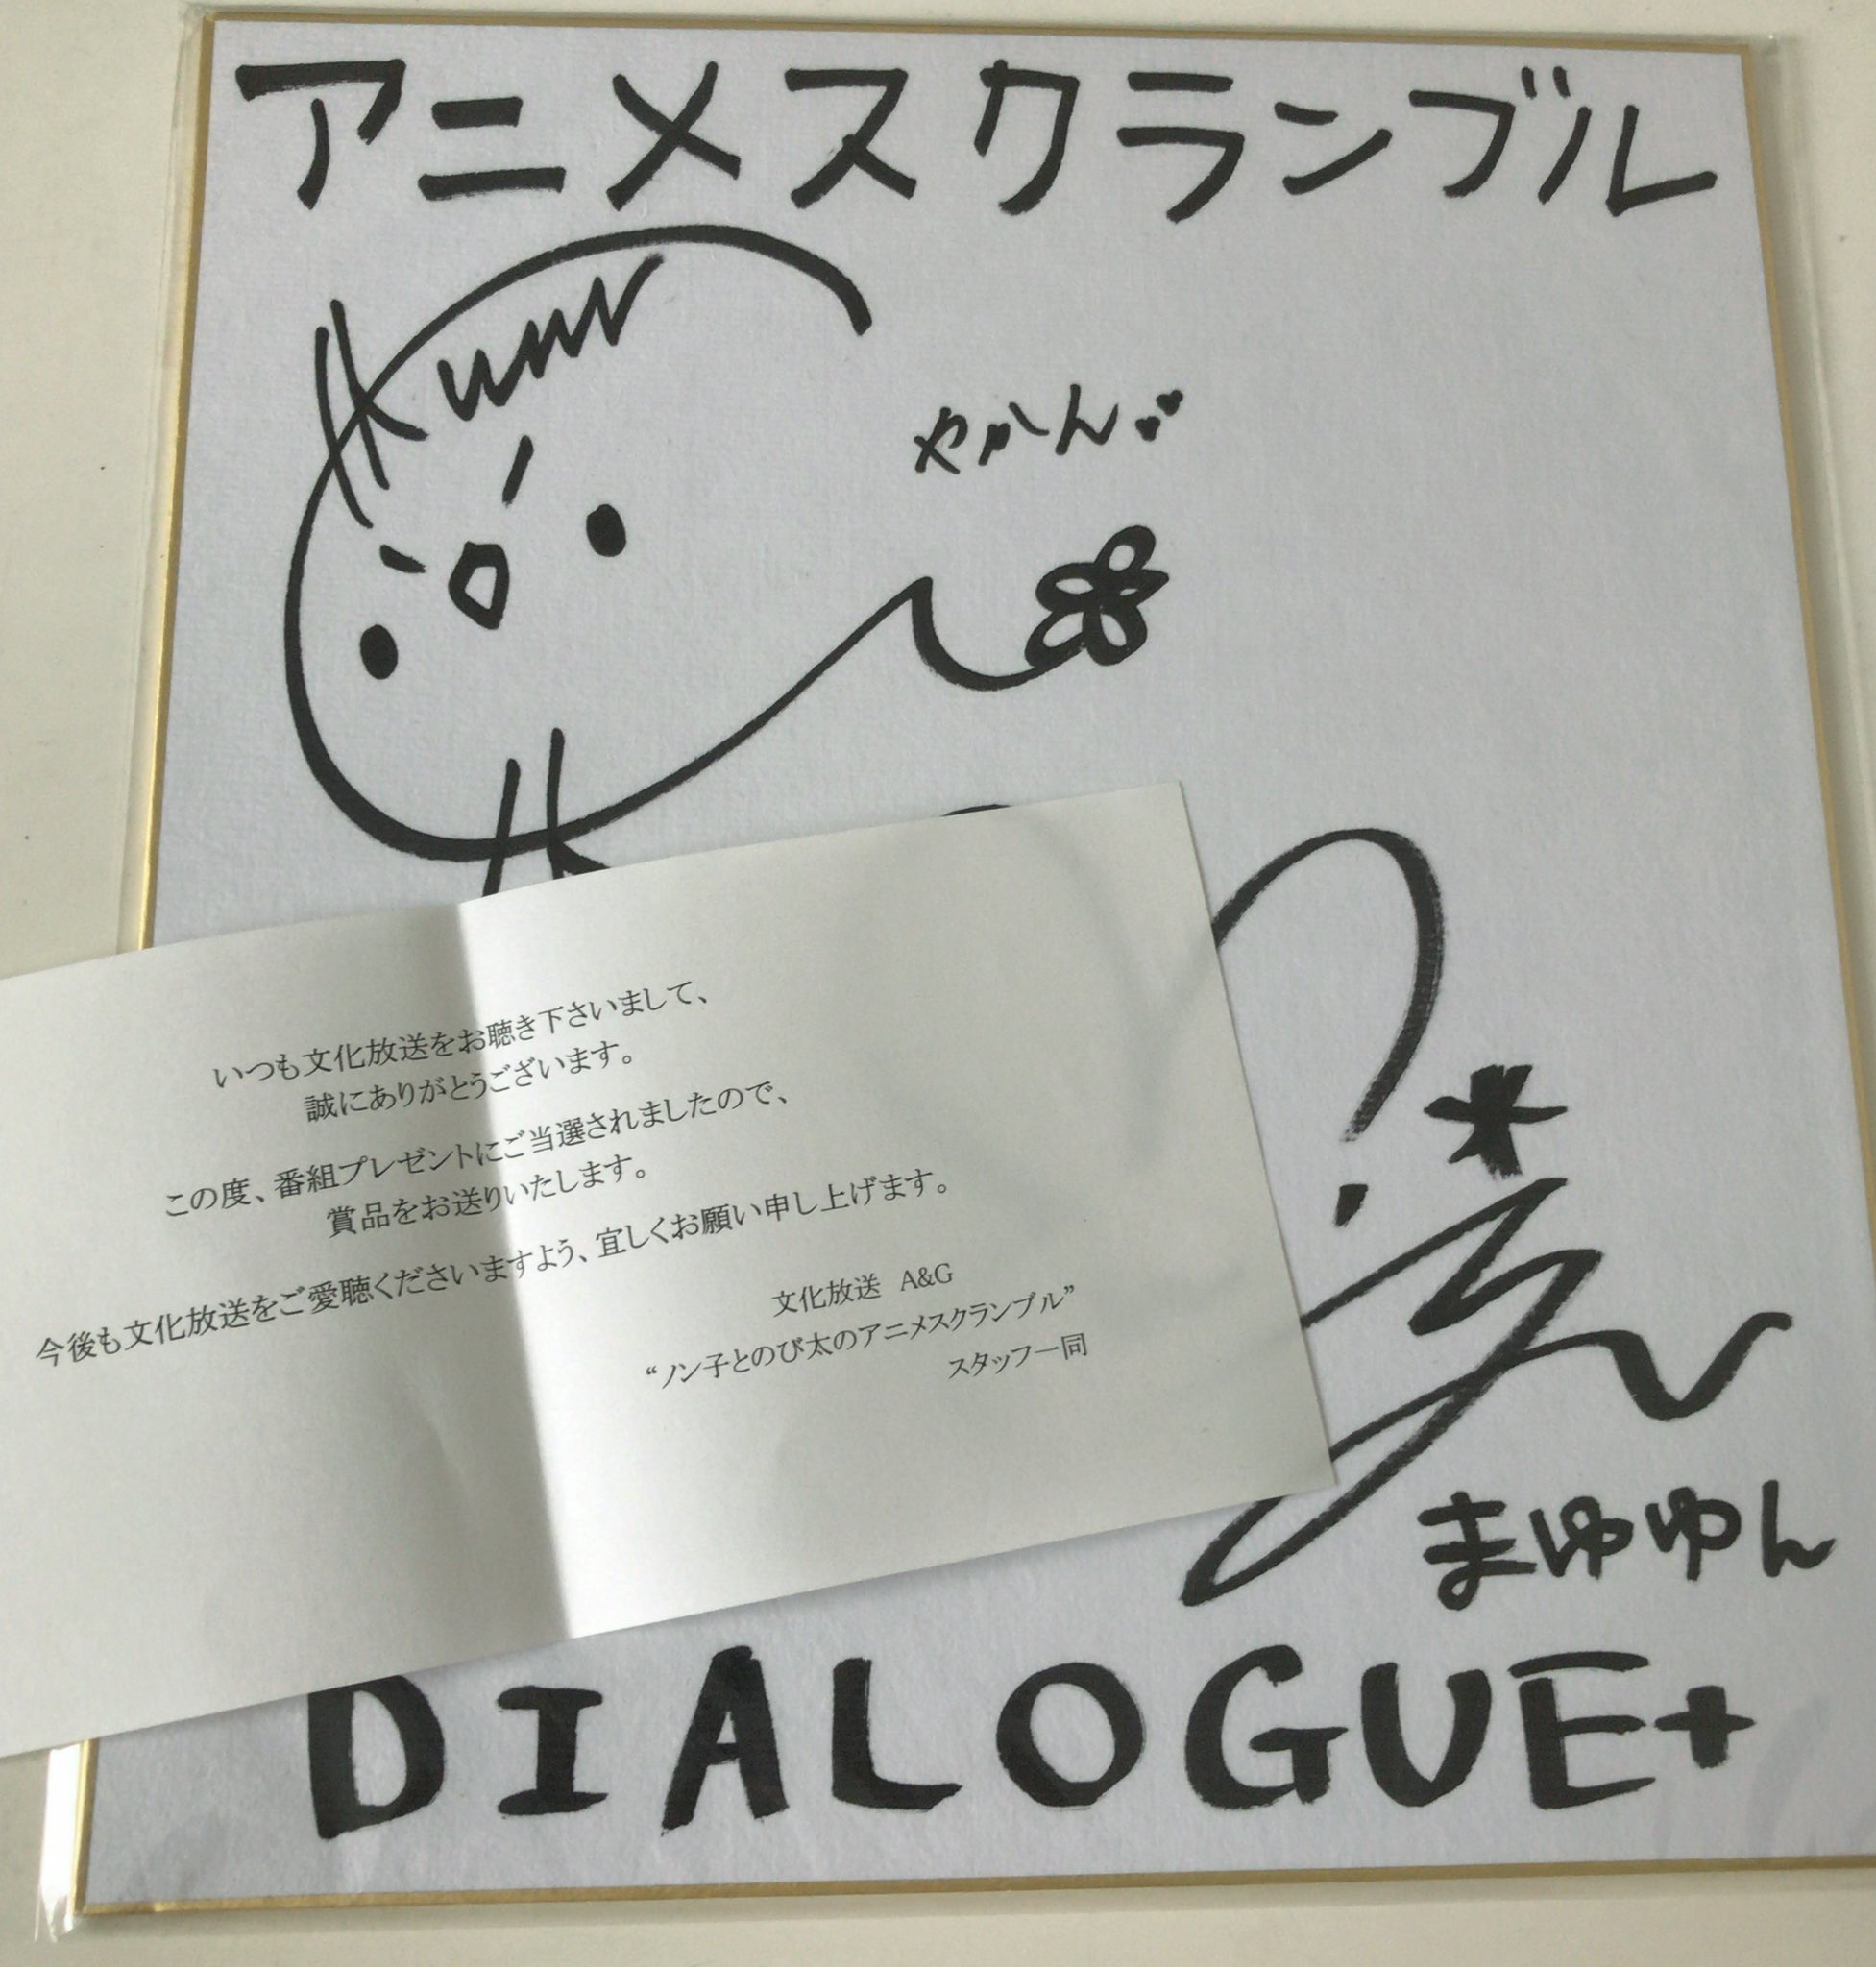 アニメスクランブル
やかん
いつも文化放送をお聴き下さいまして、
誠にありがとうございます。
この度、番組プレゼントにご当選されましたので、
賞品をお送りいたします。
今後も文化放送をご愛聴くださいますよう、宜しくお願い申し上げます。
文化放送　A&G
“ノン子とのび太のアニメスクランブル”
スタッフ一同
まゆゆん
DIALOGUE+